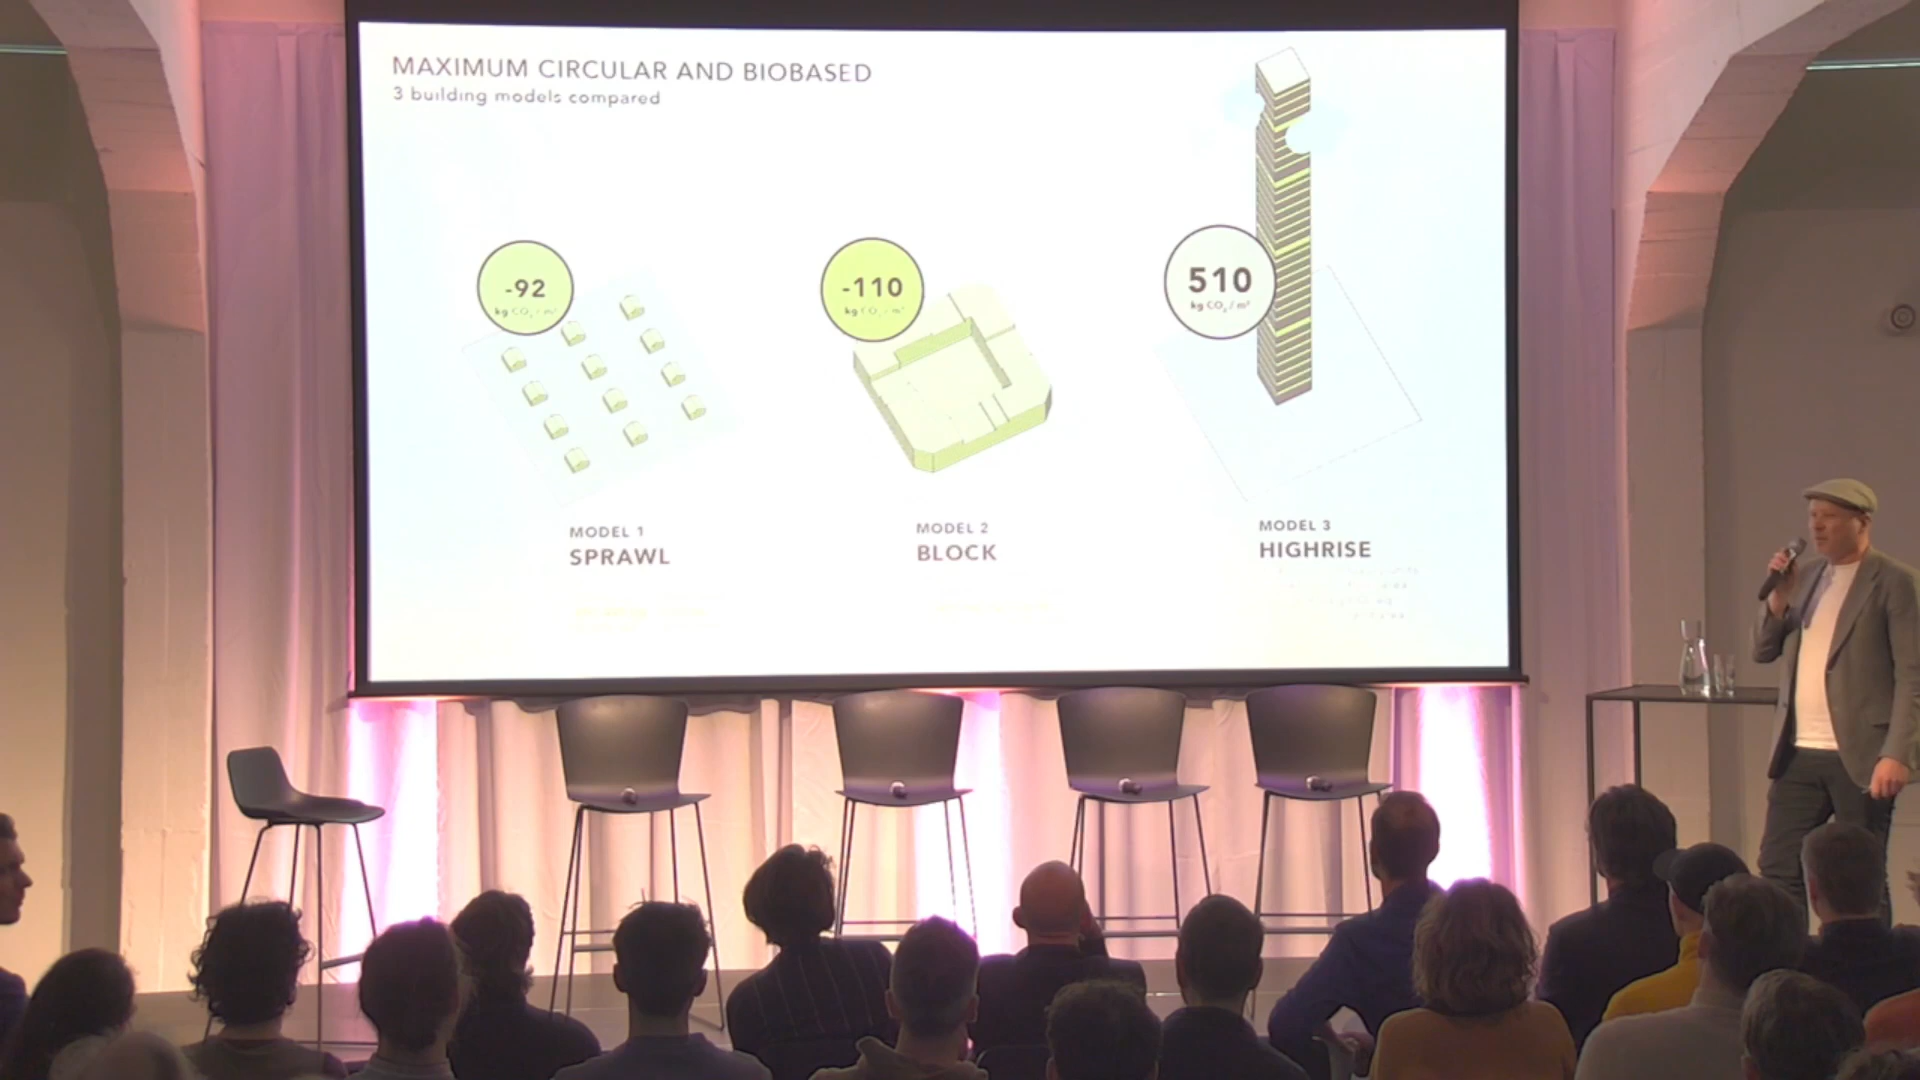 MAXIMUM CIRCULAR AND BIOBASED
3 building models compared
-92
kg CO₂ / m²
-110
kg CO₂ / m²
510
kg CO₂ / m²
MODEL 1
SPRAWL
MODEL 2
BLOCK
MODEL 3
HIGHRISE